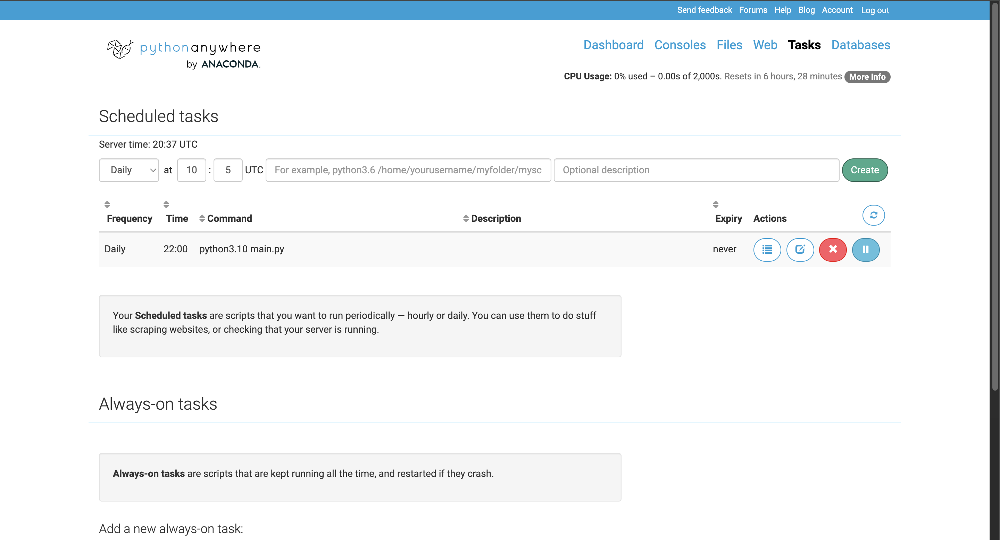 Send feedback Forums Help Blog Account Log out
pythonanywhere
by ANACONDA.
Dashboard Consoles Files Web Tasks Databases
CPU Usage: 0% used – 0.00s of 2,000s. Resets in 6 hours, 28 minutes More Info
Scheduled tasks
Server time: 20:37 UTC
Daily at 10 : 5 UTC For example, python3.6 /home/yourusername/myfolder/mysc Optional description Create
Frequency Time Command Description Expiry Actions
Daily 22:00 python3.10 main.py never
Your Scheduled tasks are scripts that you want to run periodically — hourly or daily. You can use them to do stuff
like scraping websites, or checking that your server is running.
Always-on tasks
Always-on tasks are scripts that are kept running all the time, and restarted if they crash.
Add a new always-on task: